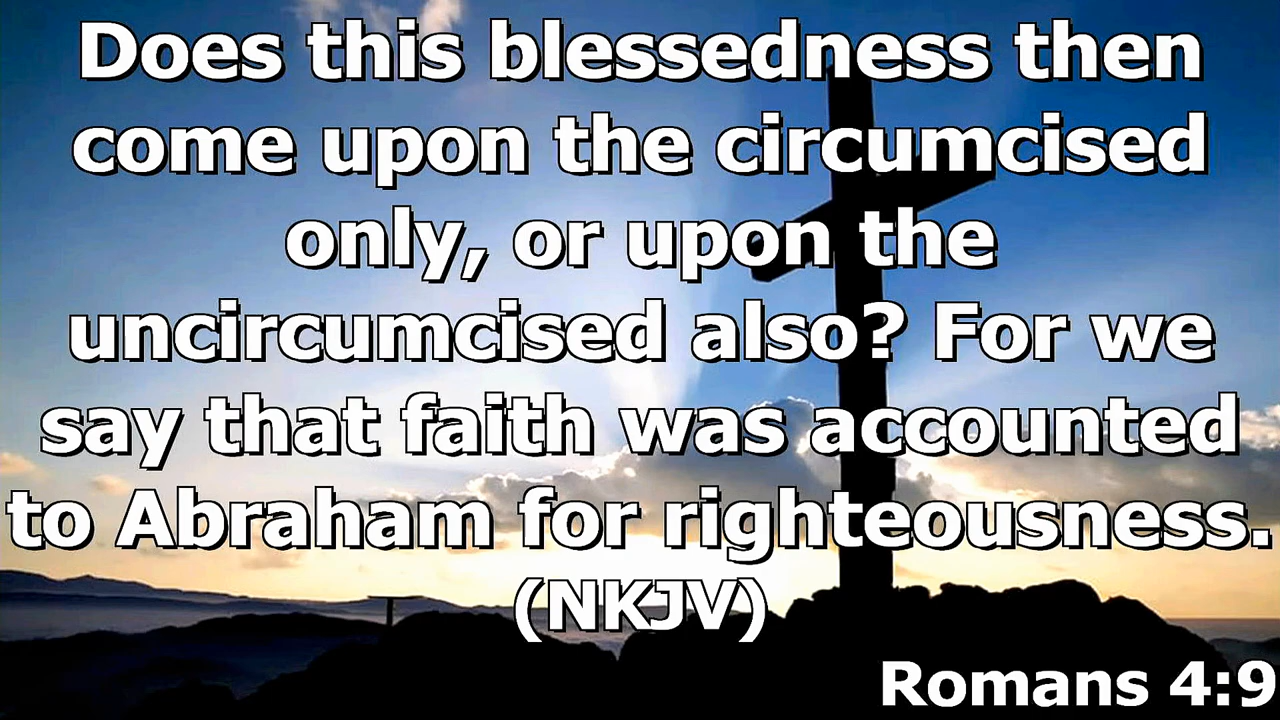 Does this blessedness then
come upon the circumcised
only, or upon the
uncircumcised also? For we
say that faith was accounted
to Abraham for righteousness.
(NKJV)
Romans 4:9